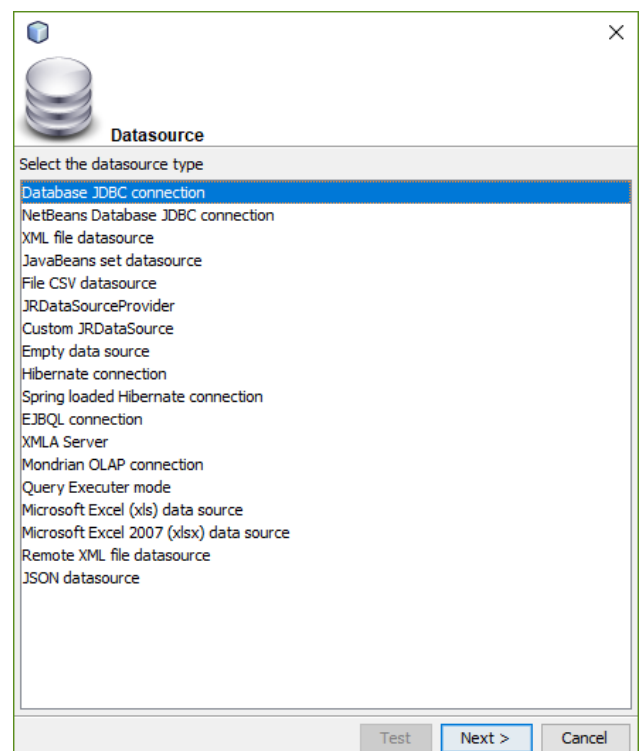 Datasource
Select the datasource type
Database JDBC connection
NetBeans Database JDBC connection
XML file datasource
JavaBeans set datasource
File CSV datasource
JRDataSourceProvider
Custom JRDataSource
Empty data source
Hibernate connection
Spring loaded Hibernate connection
EJBQL connection
XMLA Server
Mondrian OLAP connection
Query Executer mode
Microsoft Excel (xls) data source
Microsoft Excel 2007 (xlsx) data source
Remote XML file datasource
JSON datasource
Test Next > Cancel